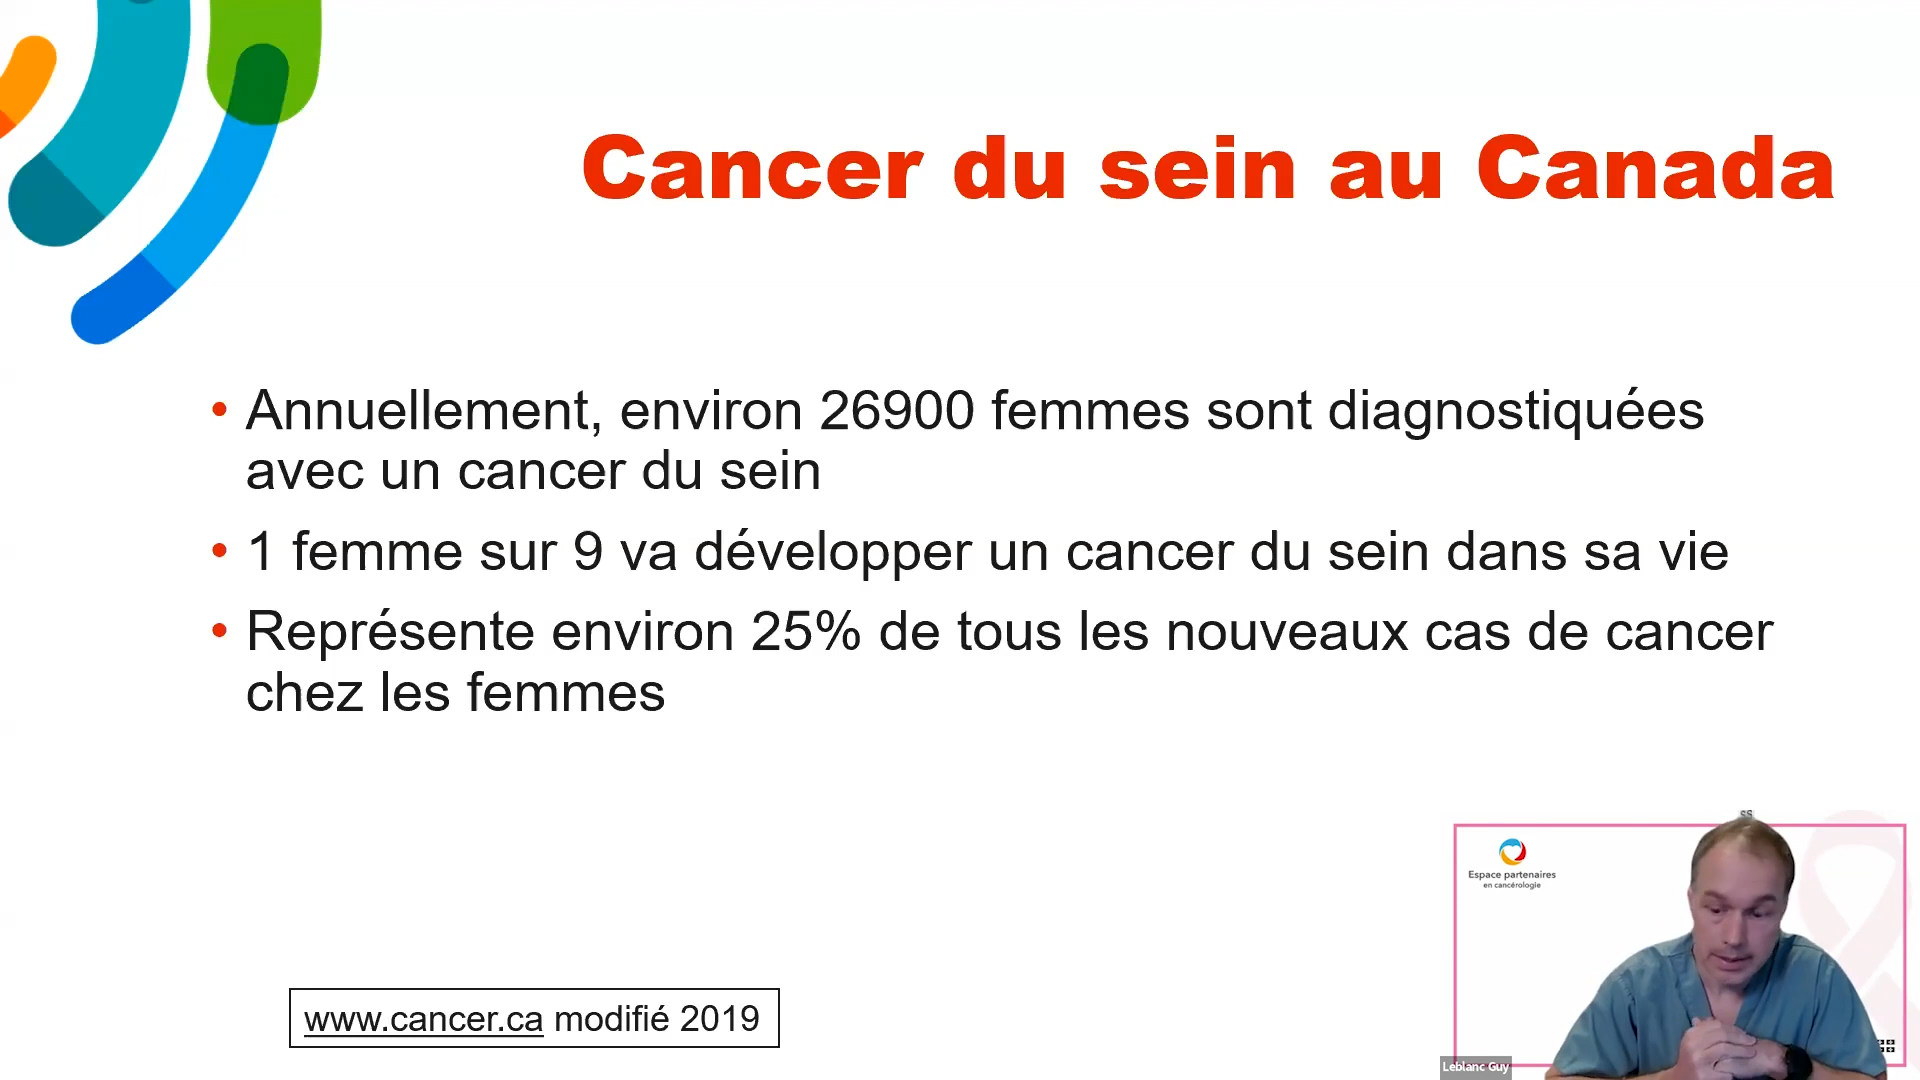 Cancer du sein au Canada
• Annuellement, environ 26900 femmes sont diagnostiquées
avec un cancer du sein
• 1 femme sur 9 va développer un cancer du sein dans sa vie
• Représente environ 25% de tous les nouveaux cas de cancer
chez les femmes
www.cancer.ca modifié 2019
Espace partenaires
en cancérologie
Leblanc Guy